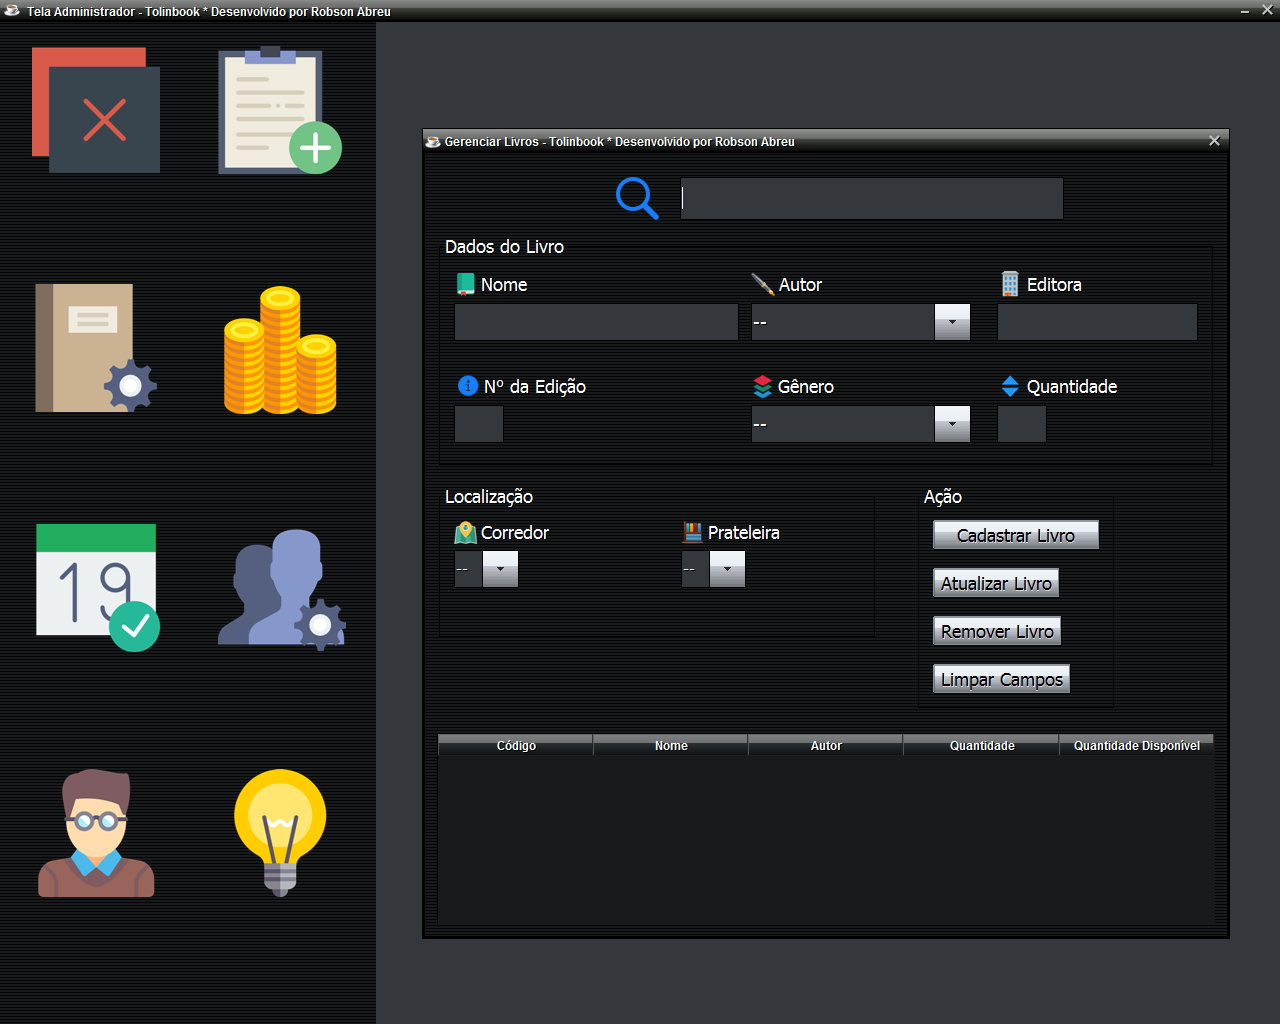 Tela Administrador - Tolinbook * Desenvolvido por Robson Abreu
19
Gerenciar Livros - Tolinbook * Desenvolvido por Robson Abreu
Dados do Livro
Nome
Autor
Editora
--
Nº da Edição
Gênero
Quantidade
--
Localização
Corredor
Prateleira
--
--
Ação
Cadastrar Livro
Atualizar Livro
Remover Livro
Limpar Campos
Código
Nome
Autor
Quantidade
Quantidade Disponível